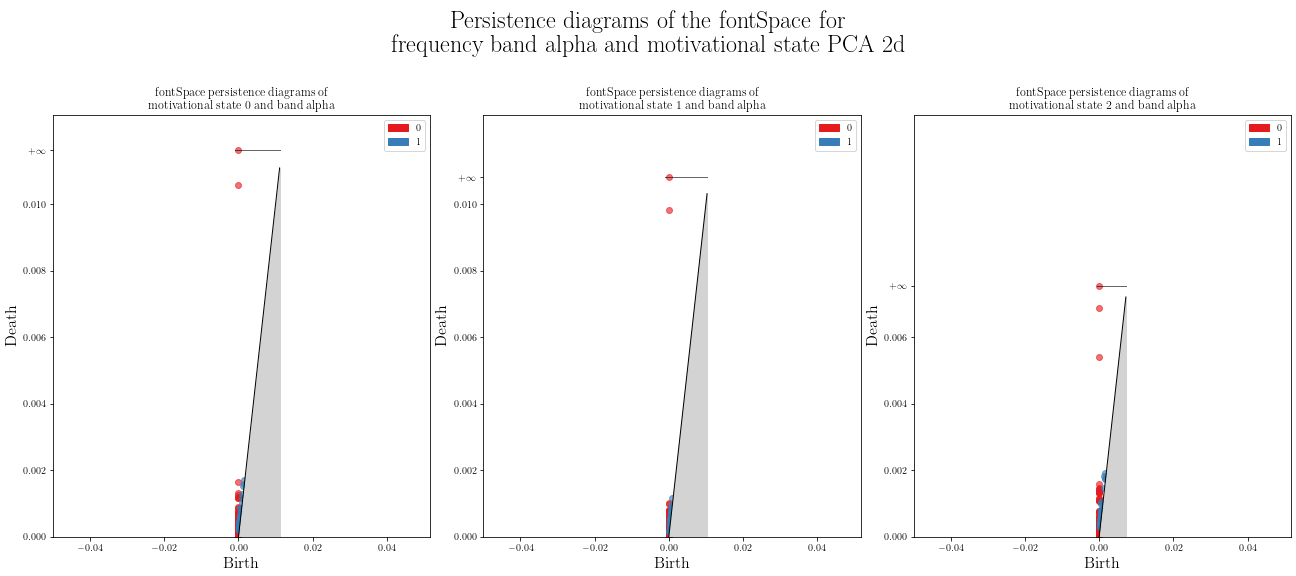 Persistence diagrams of the fontSpace for
frequency band alpha and motivational state PCA 2d
fontSpace persistence diagrams of
motivational state 0 and band alpha
0
1
+∞
0.010
0.008
0.006
0.004
0.002
0.000
Death
−0.04
−0.02
0.00
0.02
0.04
Birth
fontSpace persistence diagrams of
motivational state 1 and band alpha
0
1
+∞
0.010
0.008
0.006
0.004
0.002
0.000
Death
−0.04
−0.02
0.00
0.02
0.04
Birth
fontSpace persistence diagrams of
motivational state 2 and band alpha
0
1
+∞
0.006
0.004
0.002
0.000
Death
−0.04
−0.02
0.00
0.02
0.04
Birth